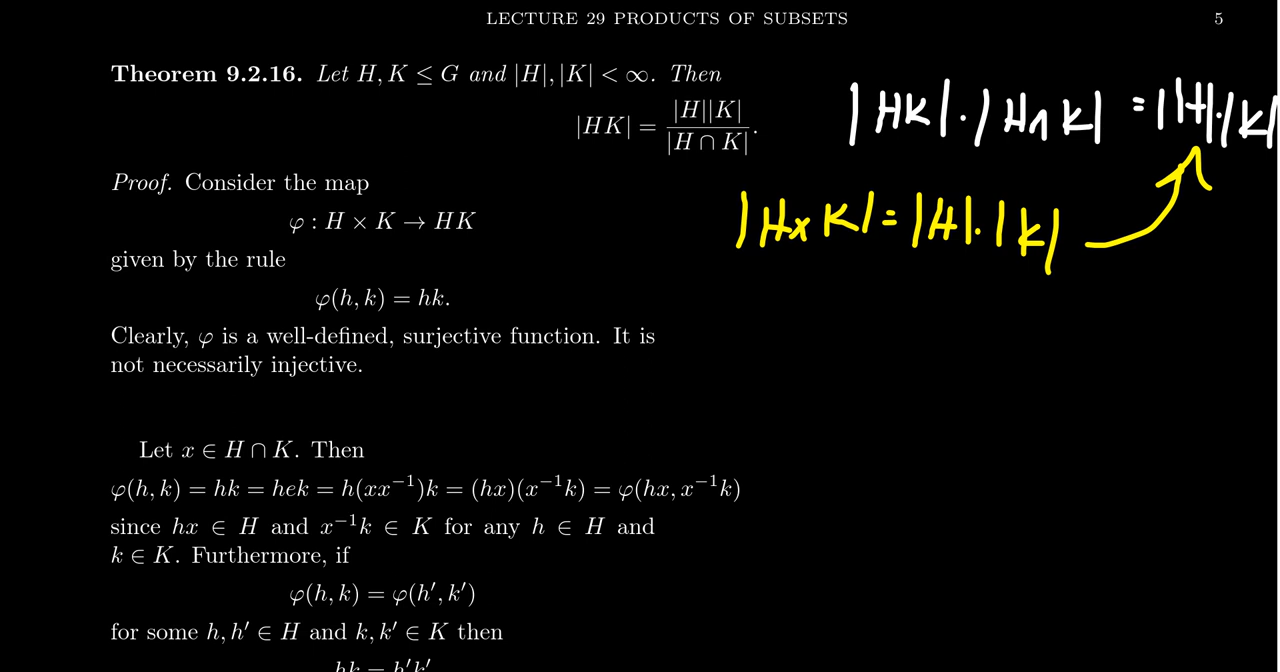 LECTURE 29 PRODUCTS OF SUBSETS 5
Theorem 9.2.16. Let H, K ≤ G and |H|, |K| < ∞. Then
|HK| = |H||K| / |H ∩ K|.
|HK| · |H ∩ K| = |H| · |K|
Proof. Consider the map
|H x K| = |H| · |K|
φ : H × K → HK
given by the rule
φ(h, k) = hk.
Clearly, φ is a well-defined, surjective function. It is
not necessarily injective.
Let x ∈ H ∩ K. Then
φ(h, k) = hk = hek = h(xx⁻¹)k = (hx)(x⁻¹k) = φ(hx, x⁻¹k)
since hx ∈ H and x⁻¹k ∈ K for any h ∈ H and
k ∈ K. Furthermore, if
φ(h, k) = φ(h′, k′)
for some h, h′ ∈ H and k, k′ ∈ K then
hk = h′k′